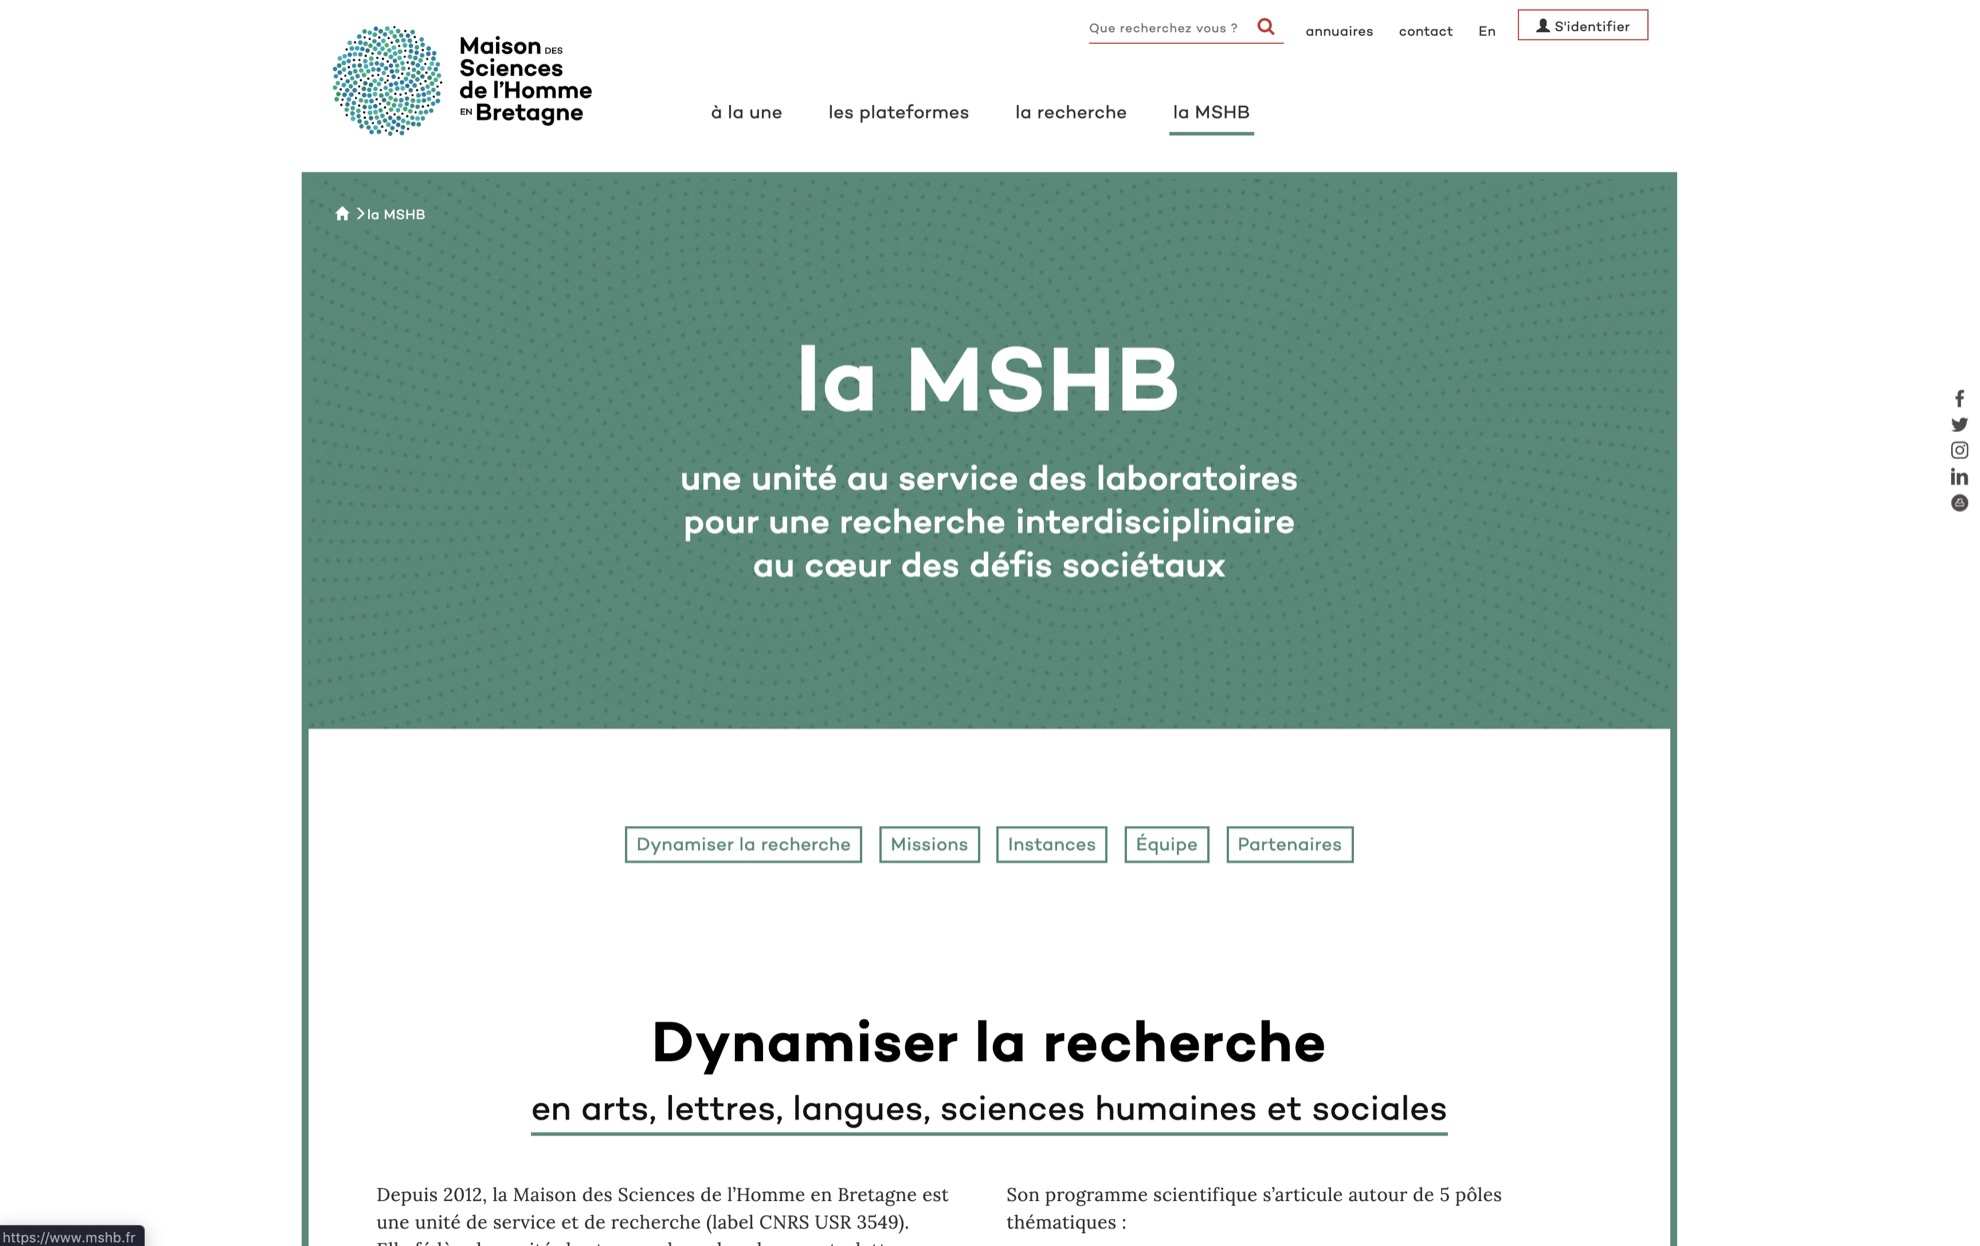 Maison DES
Sciences
de l'Homme
EN Bretagne
Que recherchez vous ?
annuaires
contact
En
S'identifier
à la une
les plateformes
la recherche
la MSHB
la MSHB
la MSHB
une unité au service des laboratoires
pour une recherche interdisciplinaire
au cœur des défis sociétaux
Dynamiser la recherche
Missions
Instances
Équipe
Partenaires
Dynamiser la recherche
en arts, lettres, langues, sciences humaines et sociales
Depuis 2012, la Maison des Sciences de l’Homme en Bretagne est
une unité de service et de recherche (label CNRS USR 3549).
Son programme scientifique s’articule autour de 5 pôles
thématiques :
https://www.mshb.fr